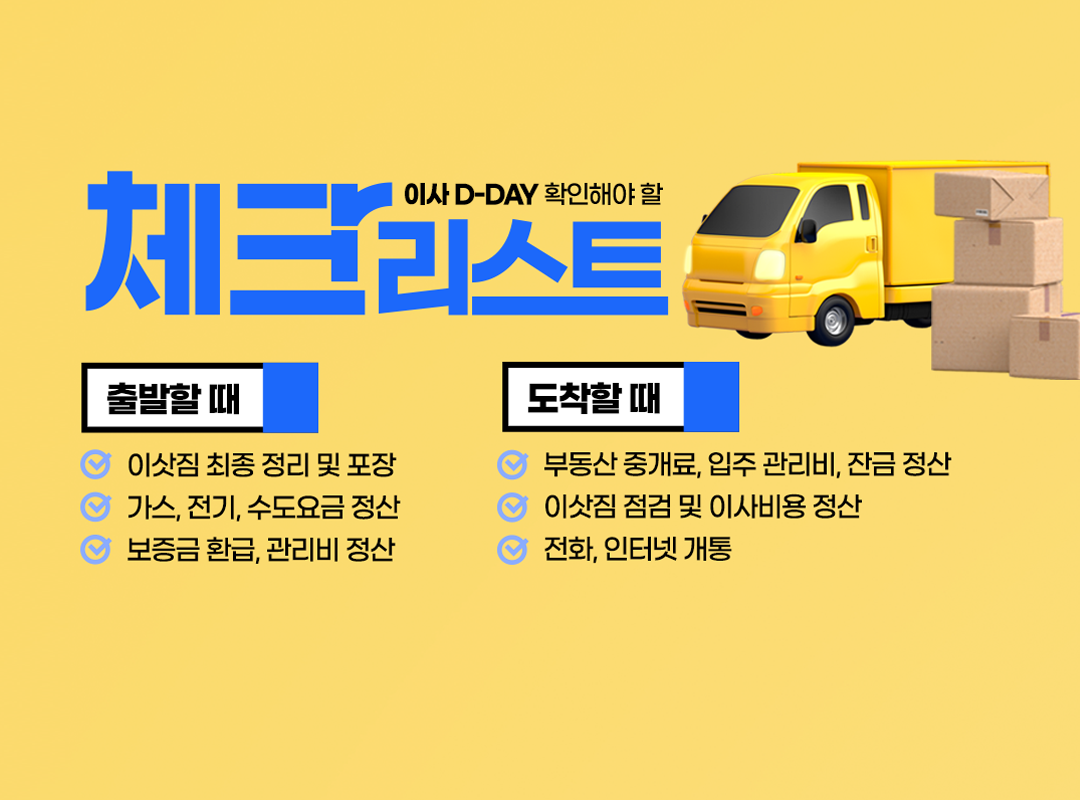 이사 D-DAY 확인해야 할
체크리스트
출발할 때
이삿짐 최종 정리 및 포장
가스, 전기, 수도요금 정산
보증금 환급, 관리비 정산
도착할 때
부동산 중개료, 입주 관리비, 잔금 정산
이삿짐 점검 및 이사비용 정산
전화, 인터넷 개통